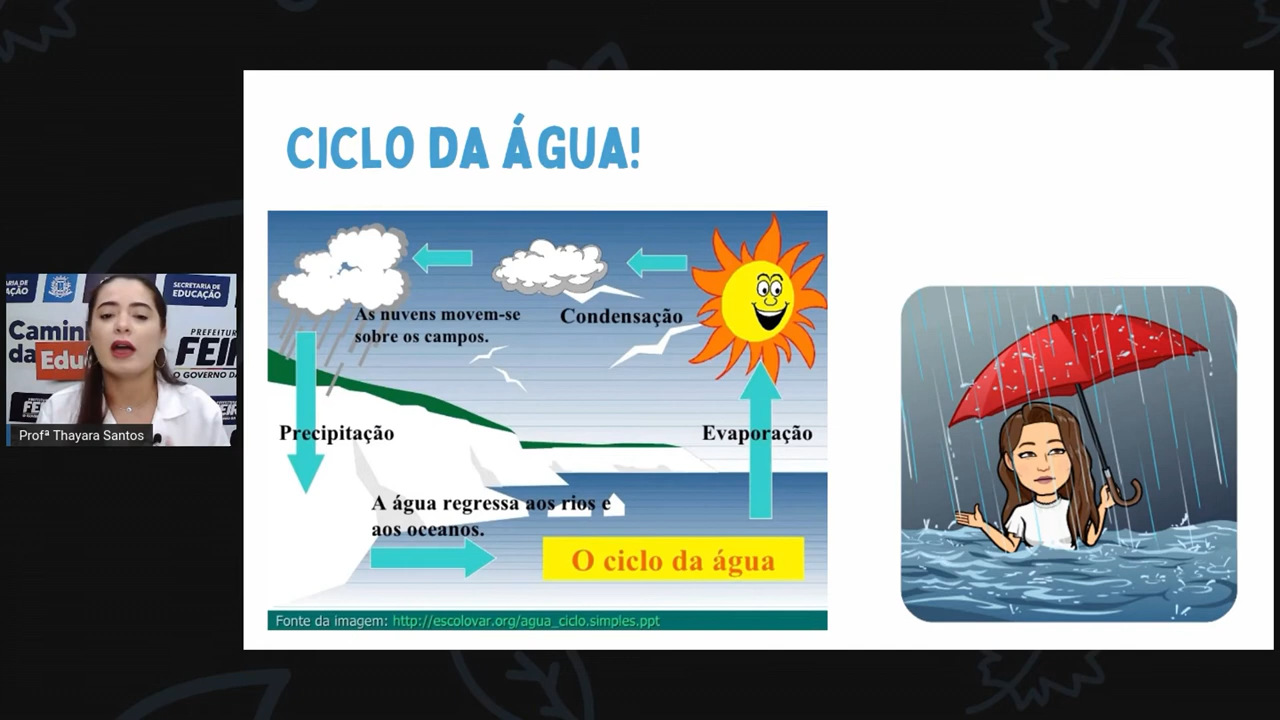 CICLO DA ÁGUA!
As nuvens movem-se
sobre os campos.
Condensação
Precipitação
Evaporação
A água regressa aos rios e
aos oceanos.
O ciclo da água
Fonte da imagem: http://escolovar.org/agua_ciclo.simples.ppt
SECRETARIA DE
EDUCAÇÃO
Camin
da
Edu
PREFEITUR
FEI
O GOVERNO DA
Profª Thayara Santos